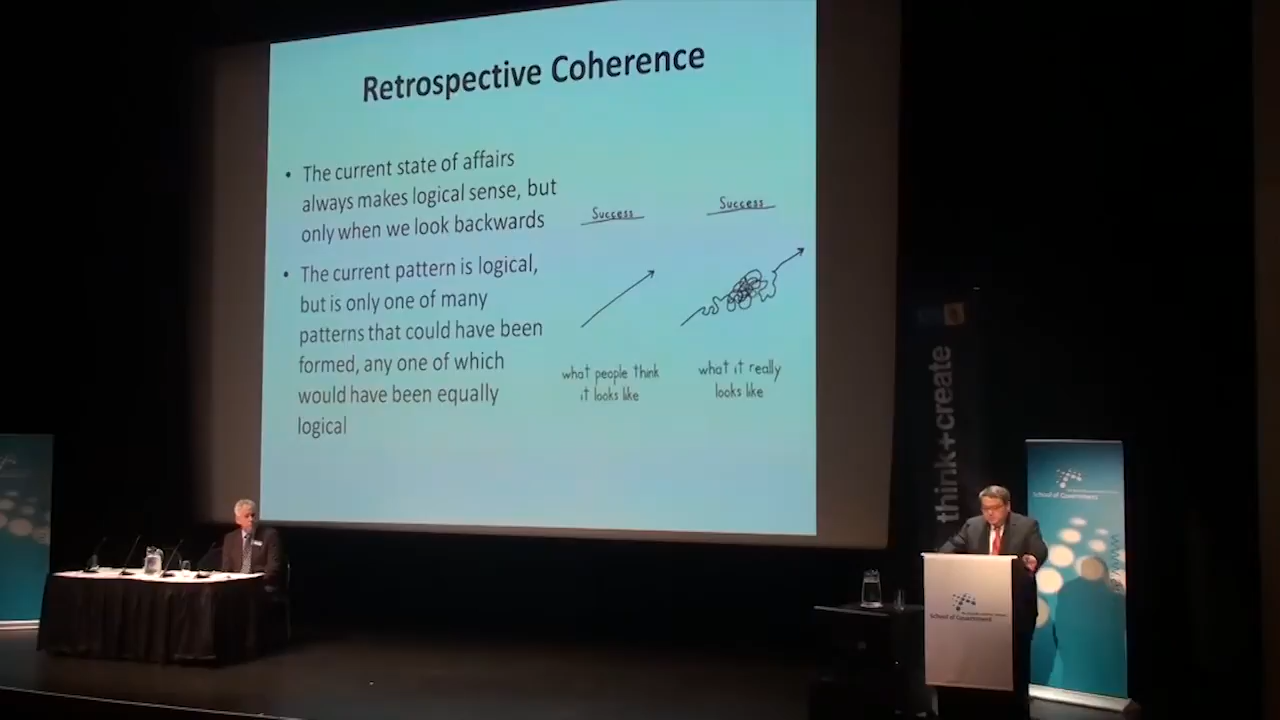 Retrospective Coherence
• The current state of affairs
always makes logical sense, but
only when we look backwards
• The current pattern is logical,
but is only one of many
patterns that could have been
formed, any one of which
would have been equally
logical
Success
what people think
it looks like
Success
what it really
looks like
think+create
School of Government
School of Government